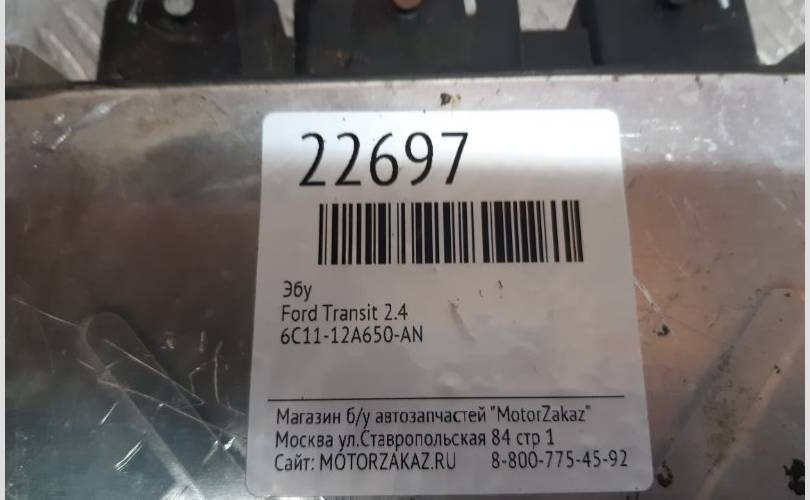 22697
Эбу
Ford Transit 2.4
6C11-12A650-AN
Магазин б/у автозапчастей "MotorZakaz"
Москва ул.Ставропольская 84 стр 1
Сайт: MOTORZAKAZ.RU 8-800-775-45-92